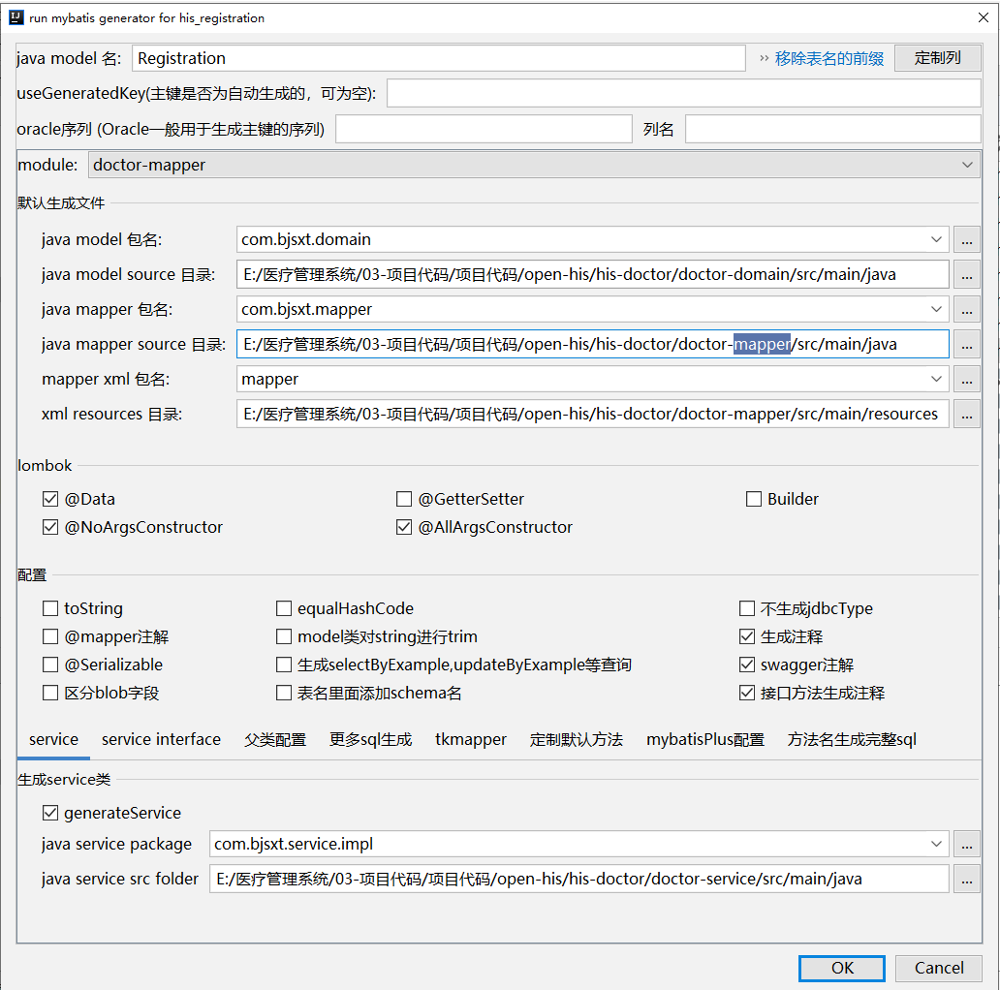 run mybatis generator for his_registration
java model 名: Registration >> 移除表名的前缀 定制列
useGeneratedKey(主键是否为自动生成的，可为空):
oracle序列 (Oracle一般用于生成主键的序列) 列名
module: doctor-mapper
默认生成文件
java model 包名: com.bjsxt.domain ...
java model source 目录: E:/医疗管理系统/03-项目代码/项目代码/open-his/his-doctor/doctor-domain/src/main/java ...
java mapper 包名: com.bjsxt.mapper ...
java mapper source 目录: E:/医疗管理系统/03-项目代码/项目代码/open-his/his-doctor/doctor-mapper/src/main/java ...
mapper xml 包名: mapper ...
xml resources 目录: E:/医疗管理系统/03-项目代码/项目代码/open-his/his-doctor/doctor-mapper/src/main/resources ...
lombok
@Data @GetterSetter Builder
@NoArgsConstructor @AllArgsConstructor
配置
toString equalHashCode 不生成jdbcType
@mapper注解 model类对string进行trim 生成注释
@Serializable 生成selectByExample,updateByExample等查询 swagger注解
区分blob字段 表名里面添加schema名 接口方法生成注释
service service interface 父类配置 更多sql生成 tkmapper 定制默认方法 mybatisPlus配置 方法名生成完整sql
生成service类
generateService
java service package com.bjsxt.service.impl ...
java service src folder E:/医疗管理系统/03-项目代码/项目代码/open-his/his-doctor/doctor-service/src/main/java ...
OK Cancel